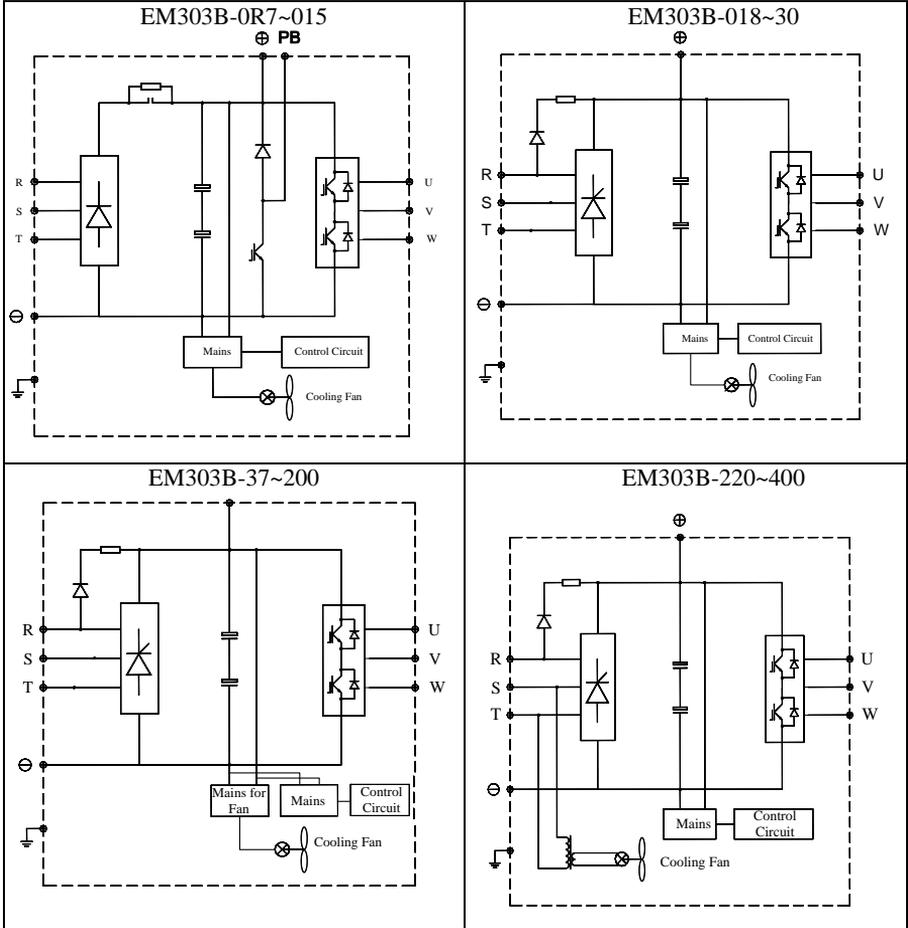 EM303B-0R7~015
⊕ PB
R
S
T
U
V
W
⊖
Mains
Control Circuit
Cooling Fan
EM303B-018~30
⊕
R
S
T
U
V
W
⊖
Mains
Control Circuit
Cooling Fan
EM303B-37~200
R
S
T
U
V
W
⊖
Mains for
Fan
Mains
Control
Circuit
Cooling Fan
EM303B-220~400
⊕
R
S
T
U
V
W
⊖
Mains
Control
Circuit
Cooling Fan